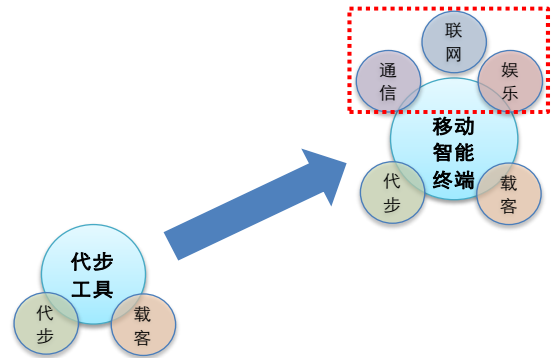 联
网
通
信
娱
乐
移动
智能
终端
代
步
载
客
代步
工具
代
步
载
客